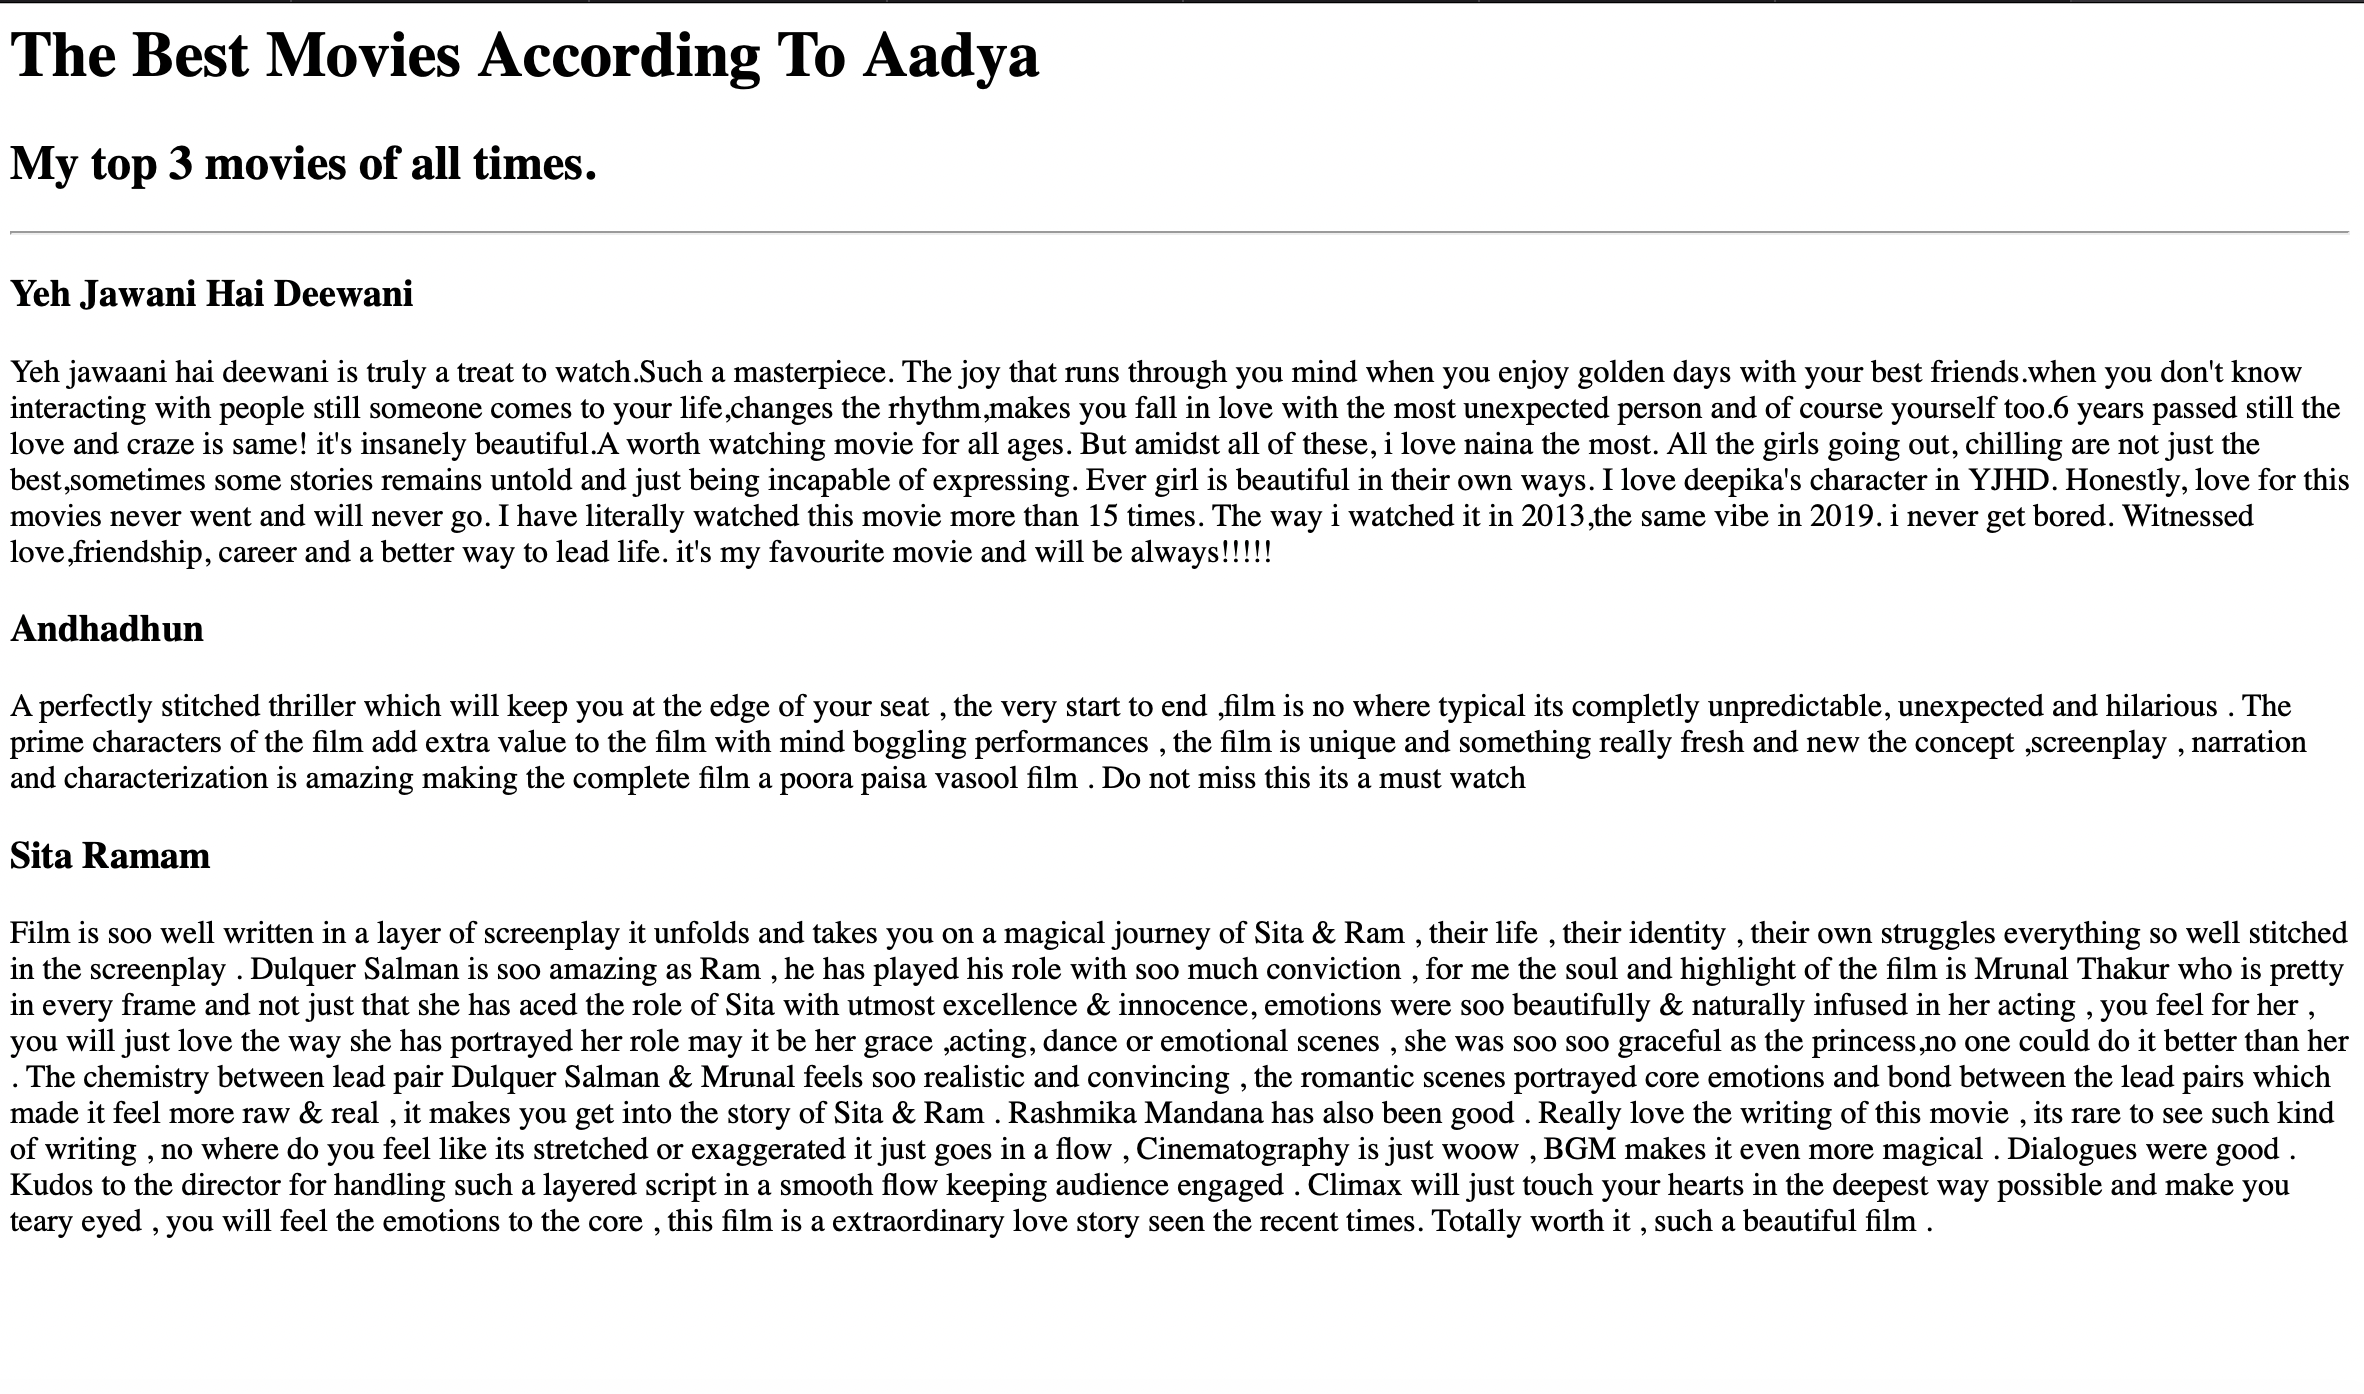 The Best Movies According To Aadya
My top 3 movies of all times.
Yeh Jawani Hai Deewani
Yeh jawaani hai deewani is truly a treat to watch.Such a masterpiece. The joy that runs through you mind when you enjoy golden days with your best friends.when you don't know
interacting with people still someone comes to your life,changes the rhythm,makes you fall in love with the most unexpected person and of course yourself too.6 years passed still the
love and craze is same! it's insanely beautiful.A worth watching movie for all ages. But amidst all of these, i love naina the most. All the girls going out, chilling are not just the
best,sometimes some stories remains untold and just being incapable of expressing. Ever girl is beautiful in their own ways. I love deepika's character in YJHD. Honestly, love for this
movies never went and will never go. I have literally watched this movie more than 15 times. The way i watched it in 2013,the same vibe in 2019. i never get bored. Witnessed
love,friendship, career and a better way to lead life. it's my favourite movie and will be always!!!!!
Andhadhun
A perfectly stitched thriller which will keep you at the edge of your seat , the very start to end ,film is no where typical its completly unpredictable, unexpected and hilarious . The
prime characters of the film add extra value to the film with mind boggling performances , the film is unique and something really fresh and new the concept ,screenplay , narration
and characterization is amazing making the complete film a poora paisa vasool film . Do not miss this its a must watch
Sita Ramam
Film is soo well written in a layer of screenplay it unfolds and takes you on a magical journey of Sita & Ram , their life , their identity , their own struggles everything so well stitched
in the screenplay . Dulquer Salman is soo amazing as Ram , he has played his role with soo much conviction , for me the soul and highlight of the film is Mrunal Thakur who is pretty
in every frame and not just that she has aced the role of Sita with utmost excellence & innocence, emotions were soo beautifully & naturally infused in her acting , you feel for her ,
you will just love the way she has portrayed her role may it be her grace ,acting, dance or emotional scenes , she was soo soo graceful as the princess,no one could do it better than her
. The chemistry between lead pair Dulquer Salman & Mrunal feels soo realistic and convincing , the romantic scenes portrayed core emotions and bond between the lead pairs which
made it feel more raw & real , it makes you get into the story of Sita & Ram . Rashmika Mandana has also been good . Really love the writing of this movie , its rare to see such kind
of writing , no where do you feel like its stretched or exaggerated it just goes in a flow , Cinematography is just woow , BGM makes it even more magical . Dialogues were good .
Kudos to the director for handling such a layered script in a smooth flow keeping audience engaged . Climax will just touch your hearts in the deepest way possible and make you
teary eyed , you will feel the emotions to the core , this film is a extraordinary love story seen the recent times. Totally worth it , such a beautiful film .